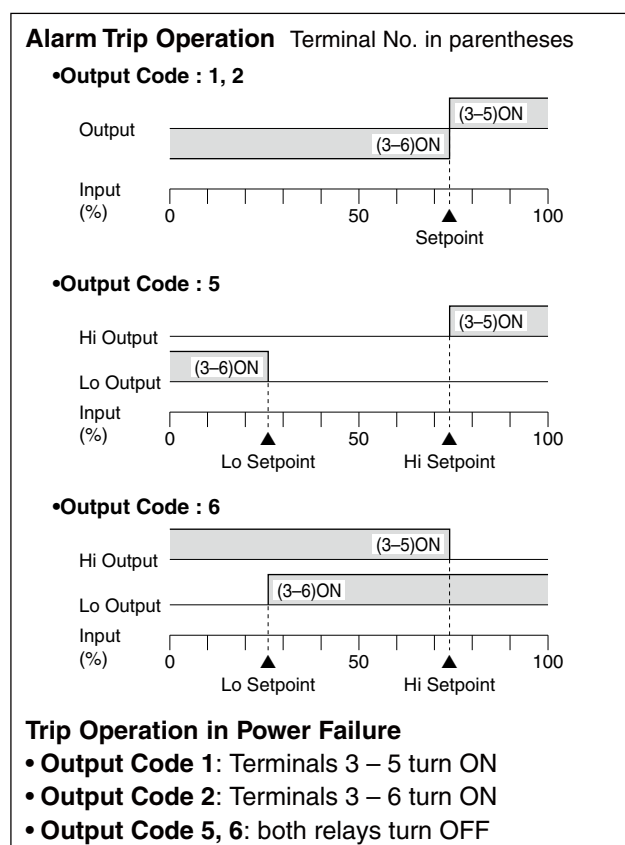 Alarm Trip Operation Terminal No. in parentheses
•Output Code : 1, 2
(3–5)ON
Output
(3–6)ON
Input
(%)
0 50 100
Setpoint
•Output Code : 5
(3–5)ON
Hi Output
(3–6)ON
Lo Output
Input
(%)
0 50 100
Lo Setpoint Hi Setpoint
•Output Code : 6
(3–5)ON
Hi Output
(3–6)ON
Lo Output
Input
(%)
0 50 100
Lo Setpoint Hi Setpoint
Trip Operation in Power Failure
• Output Code 1: Terminals 3 – 5 turn ON
• Output Code 2: Terminals 3 – 6 turn ON
• Output Code 5, 6: both relays turn OFF